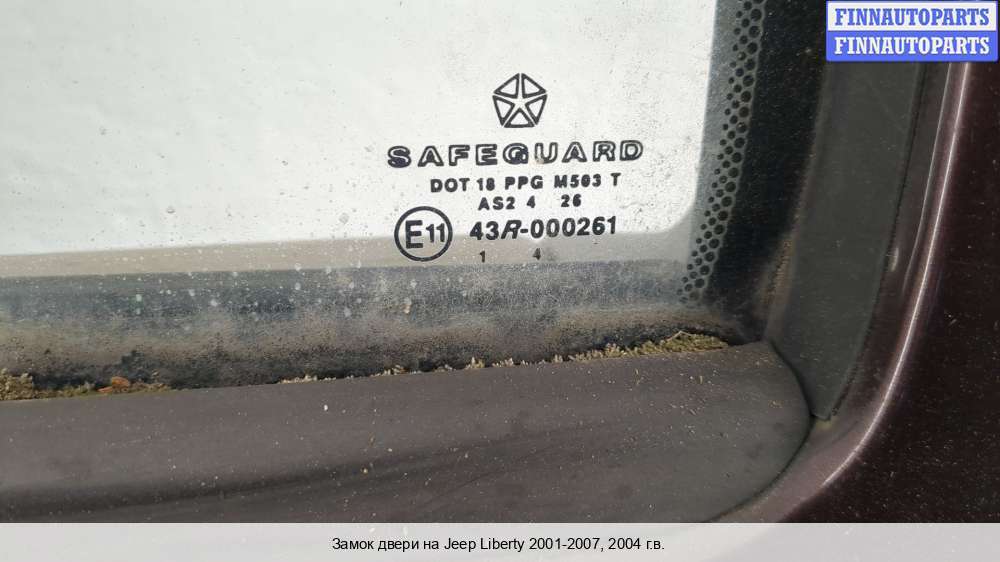 FINNAUTOPARTS
FINNAUTOPARTS
SAFEGUARD
DOT 18 PPG M503 T
AS2 4 26
E11 43R-000261
1 4
Замок двери на Jeep Liberty 2001-2007, 2004 г.в.